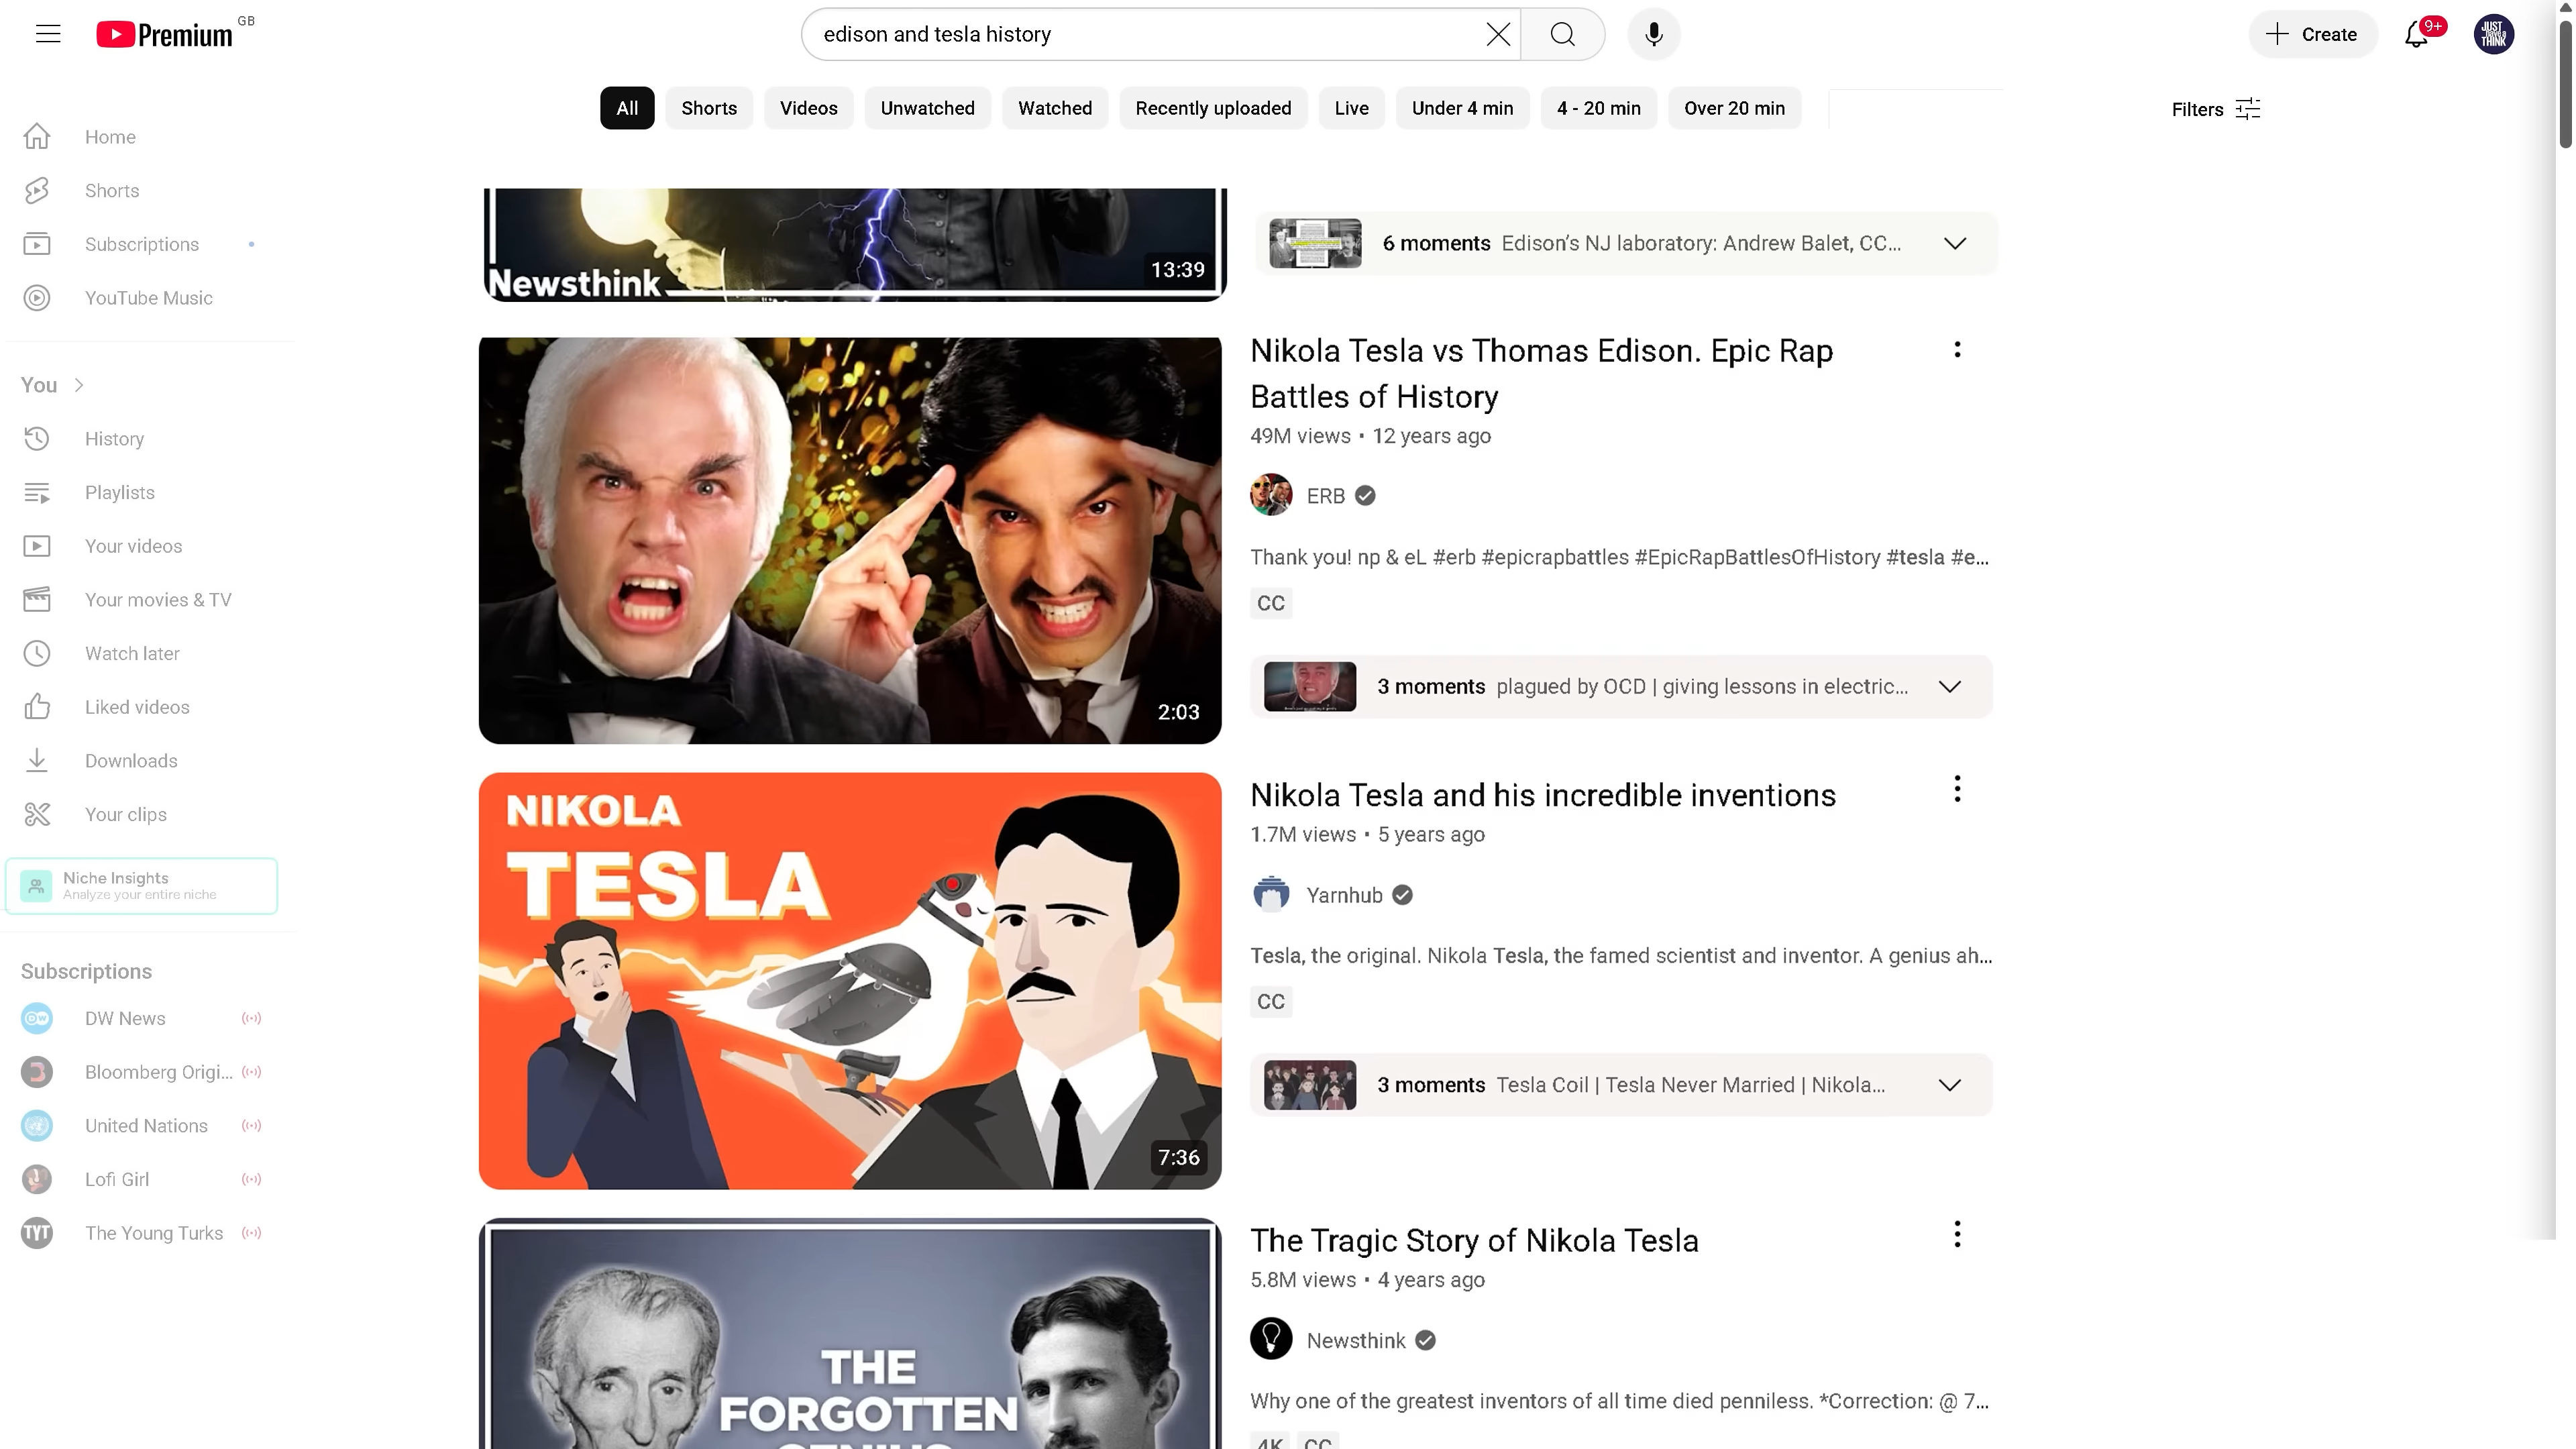 Premium GB
edison and tesla history
Create
9+
JUST
THINK
All
Shorts
Videos
Unwatched
Watched
Recently uploaded
Live
Under 4 min
4 - 20 min
Over 20 min
Filters
Home
Shorts
Subscriptions
YouTube Music
You
History
Playlists
Your videos
Your movies & TV
Watch later
Liked videos
Downloads
Your clips
Niche Insights
Analyze your entire niche
Subscriptions
DW News
Bloomberg Origi...
United Nations
Lofi Girl
TYT
The Young Turks
Newsthink
13:39
6 moments Edison's NJ laboratory: Andrew Balet, CC...
2:03
Nikola Tesla vs Thomas Edison. Epic Rap
Battles of History
49M views • 12 years ago
ERB
Thank you! np & eL #erb #epicrapbattles #EpicRapBattlesOfHistory #tesla #e...
CC
3 moments plagued by OCD | giving lessons in electric...
NIKOLA
TESLA
7:36
Nikola Tesla and his incredible inventions
1.7M views • 5 years ago
Yarnhub
Tesla, the original. Nikola Tesla, the famed scientist and inventor. A genius ah...
CC
3 moments Tesla Coil | Tesla Never Married | Nikola...
THE
FORGOTTEN
The Tragic Story of Nikola Tesla
5.8M views • 4 years ago
Newsthink
Why one of the greatest inventors of all time died penniless. *Correction: @ 7...
4K CC